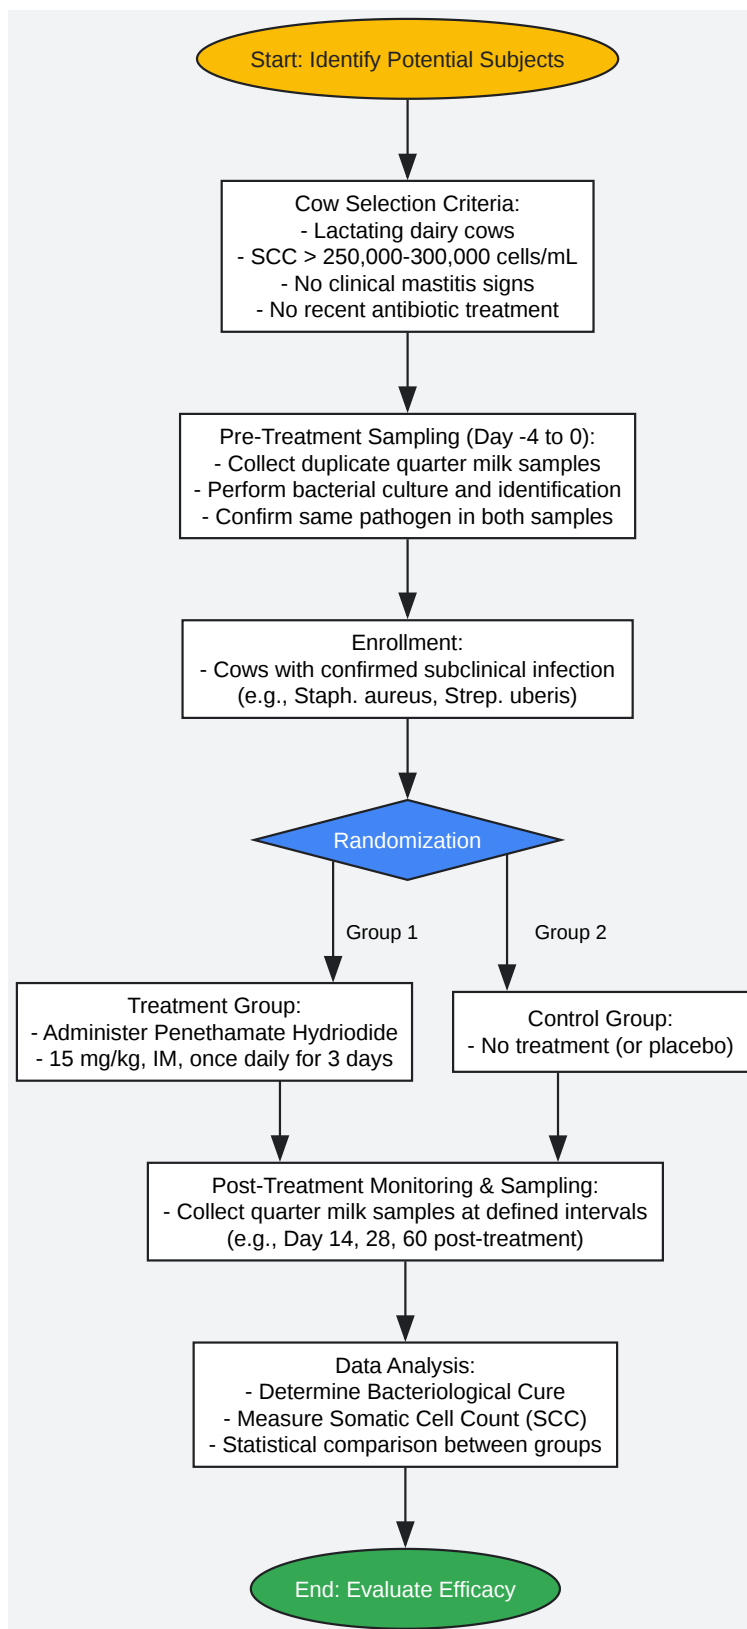 Start: Identify Potential Subjects
Cow Selection Criteria:
- Lactating dairy cows
- SCC > 250,000-300,000 cells/mL
- No clinical mastitis signs
- No recent antibiotic treatment
Pre-Treatment Sampling (Day -4 to 0):
- Collect duplicate quarter milk samples
- Perform bacterial culture and identification
- Confirm same pathogen in both samples
Enrollment:
- Cows with confirmed subclinical infection
(e.g., Staph. aureus, Strep. uberis)
Randomization
Group 1
Group 2
Treatment Group:
- Administer Penethamate Hydriodide
- 15 mg/kg, IM, once daily for 3 days
Control Group:
- No treatment (or placebo)
Post-Treatment Monitoring & Sampling:
- Collect quarter milk samples at defined intervals
(e.g., Day 14, 28, 60 post-treatment)
Data Analysis:
- Determine Bacteriological Cure
- Measure Somatic Cell Count (SCC)
- Statistical comparison between groups
End: Evaluate Efficacy